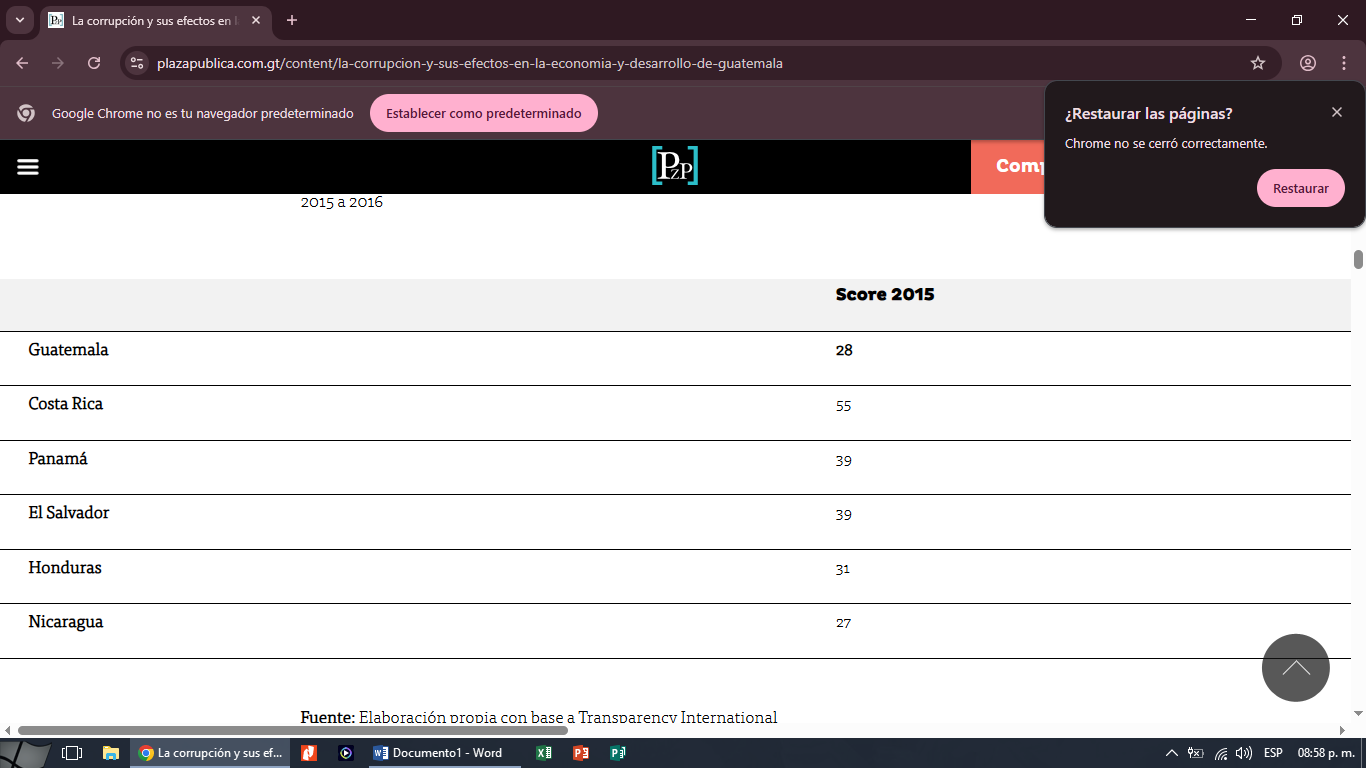 La corrupción y sus efectos en l
plazapublica.com.gt/content/la-corrupcion-y-sus-efectos-en-la-economia-y-desarrollo-de-guatemala
Google Chrome no es tu navegador predeterminado
Establecer como predeterminado
¿Restaurar las páginas?
Chrome no se cerró correctamente.
Restaurar
PzP
Comp
2015 a 2016
Score 2015
Guatemala 28
Costa Rica 55
Panamá 39
El Salvador 39
Honduras 31
Nicaragua 27
Fuente: Elaboración propia con base a Transparency International
La corrupción y sus ef...
Documento1 - Word
ESP
08:58 p. m.